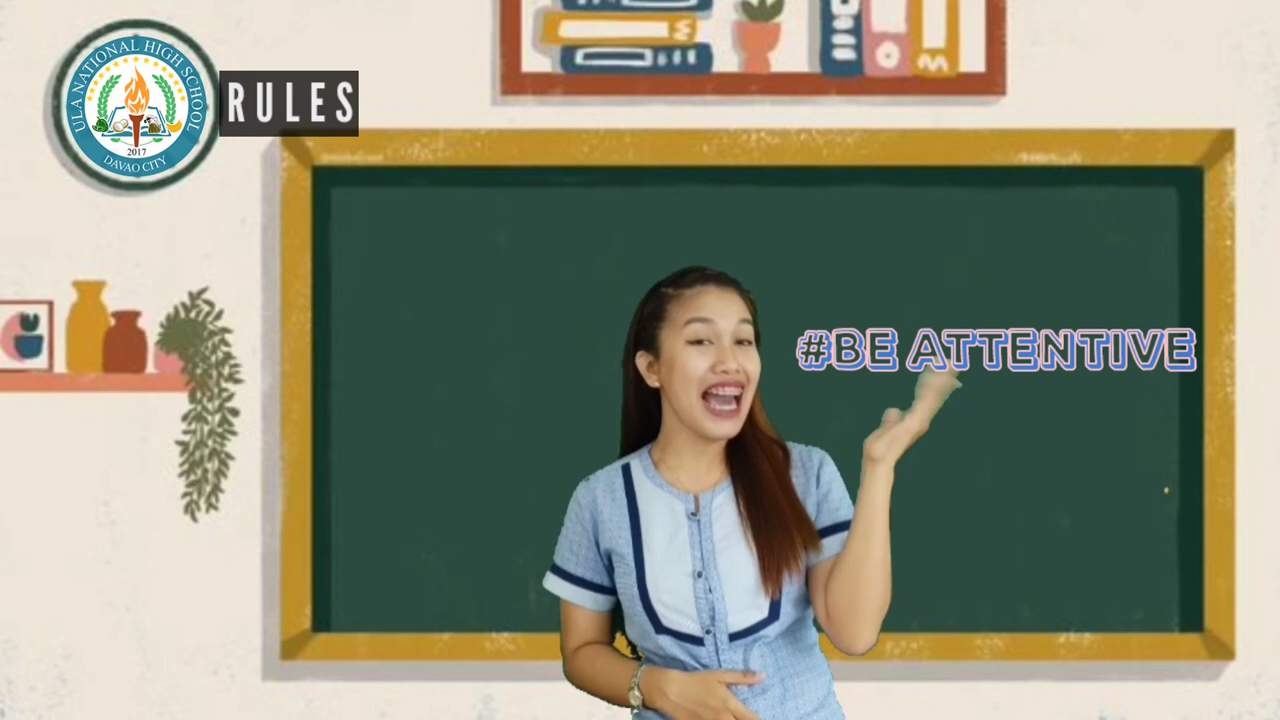 ULA NATIONAL HIGH SCHOOL
2017
DAVAO CITY
RULES
#BE ATTENTIVE